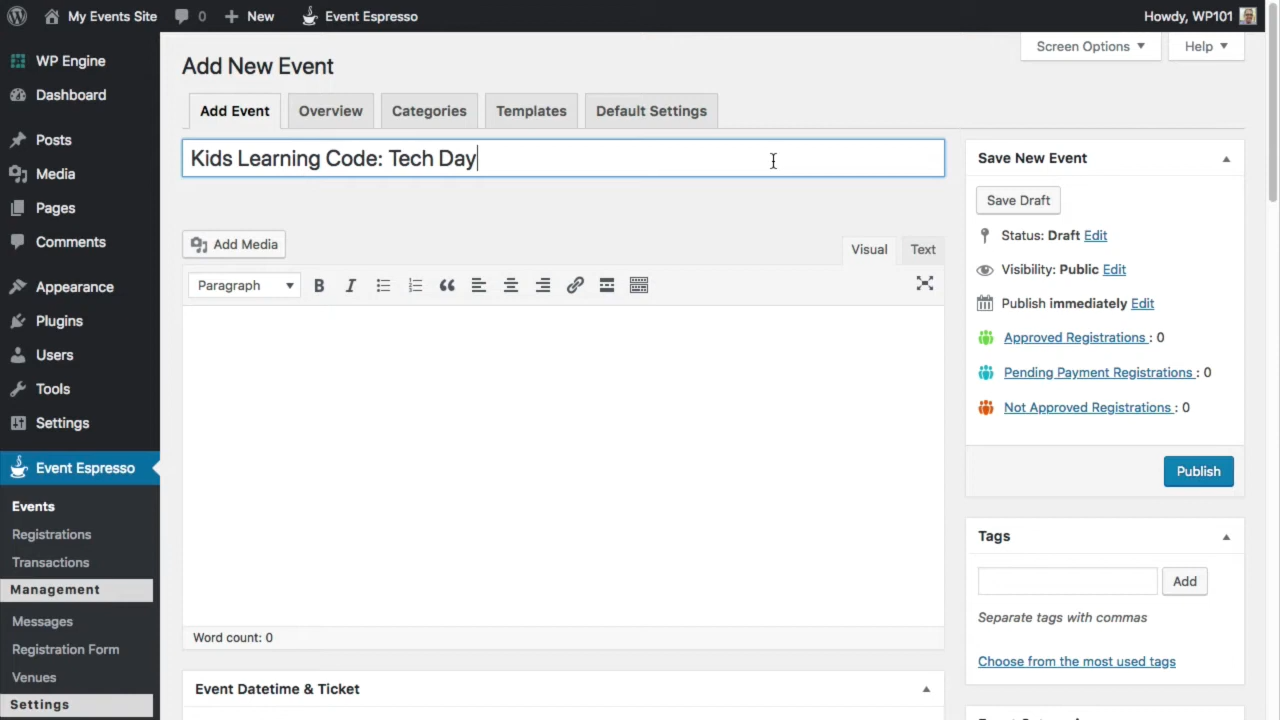 My Events Site
0
New
Event Espresso
Howdy, WP101
WP Engine
Dashboard
Posts
Media
Pages
Comments
Appearance
Plugins
Users
Tools
Settings
Event Espresso
Events
Registrations
Transactions
Management
Messages
Registration Form
Venues
Settings
Screen Options
Help
Add New Event
Add Event
Overview
Categories
Templates
Default Settings
Kids Learning Code: Tech Day
Add Media
Visual
Text
Paragraph
Word count: 0
Event Datetime & Ticket
Save New Event
Save Draft
Status: Draft Edit
Visibility: Public Edit
Publish immediately Edit
Approved Registrations : 0
Pending Payment Registrations : 0
Not Approved Registrations : 0
Publish
Tags
Add
Separate tags with commas
Choose from the most used tags